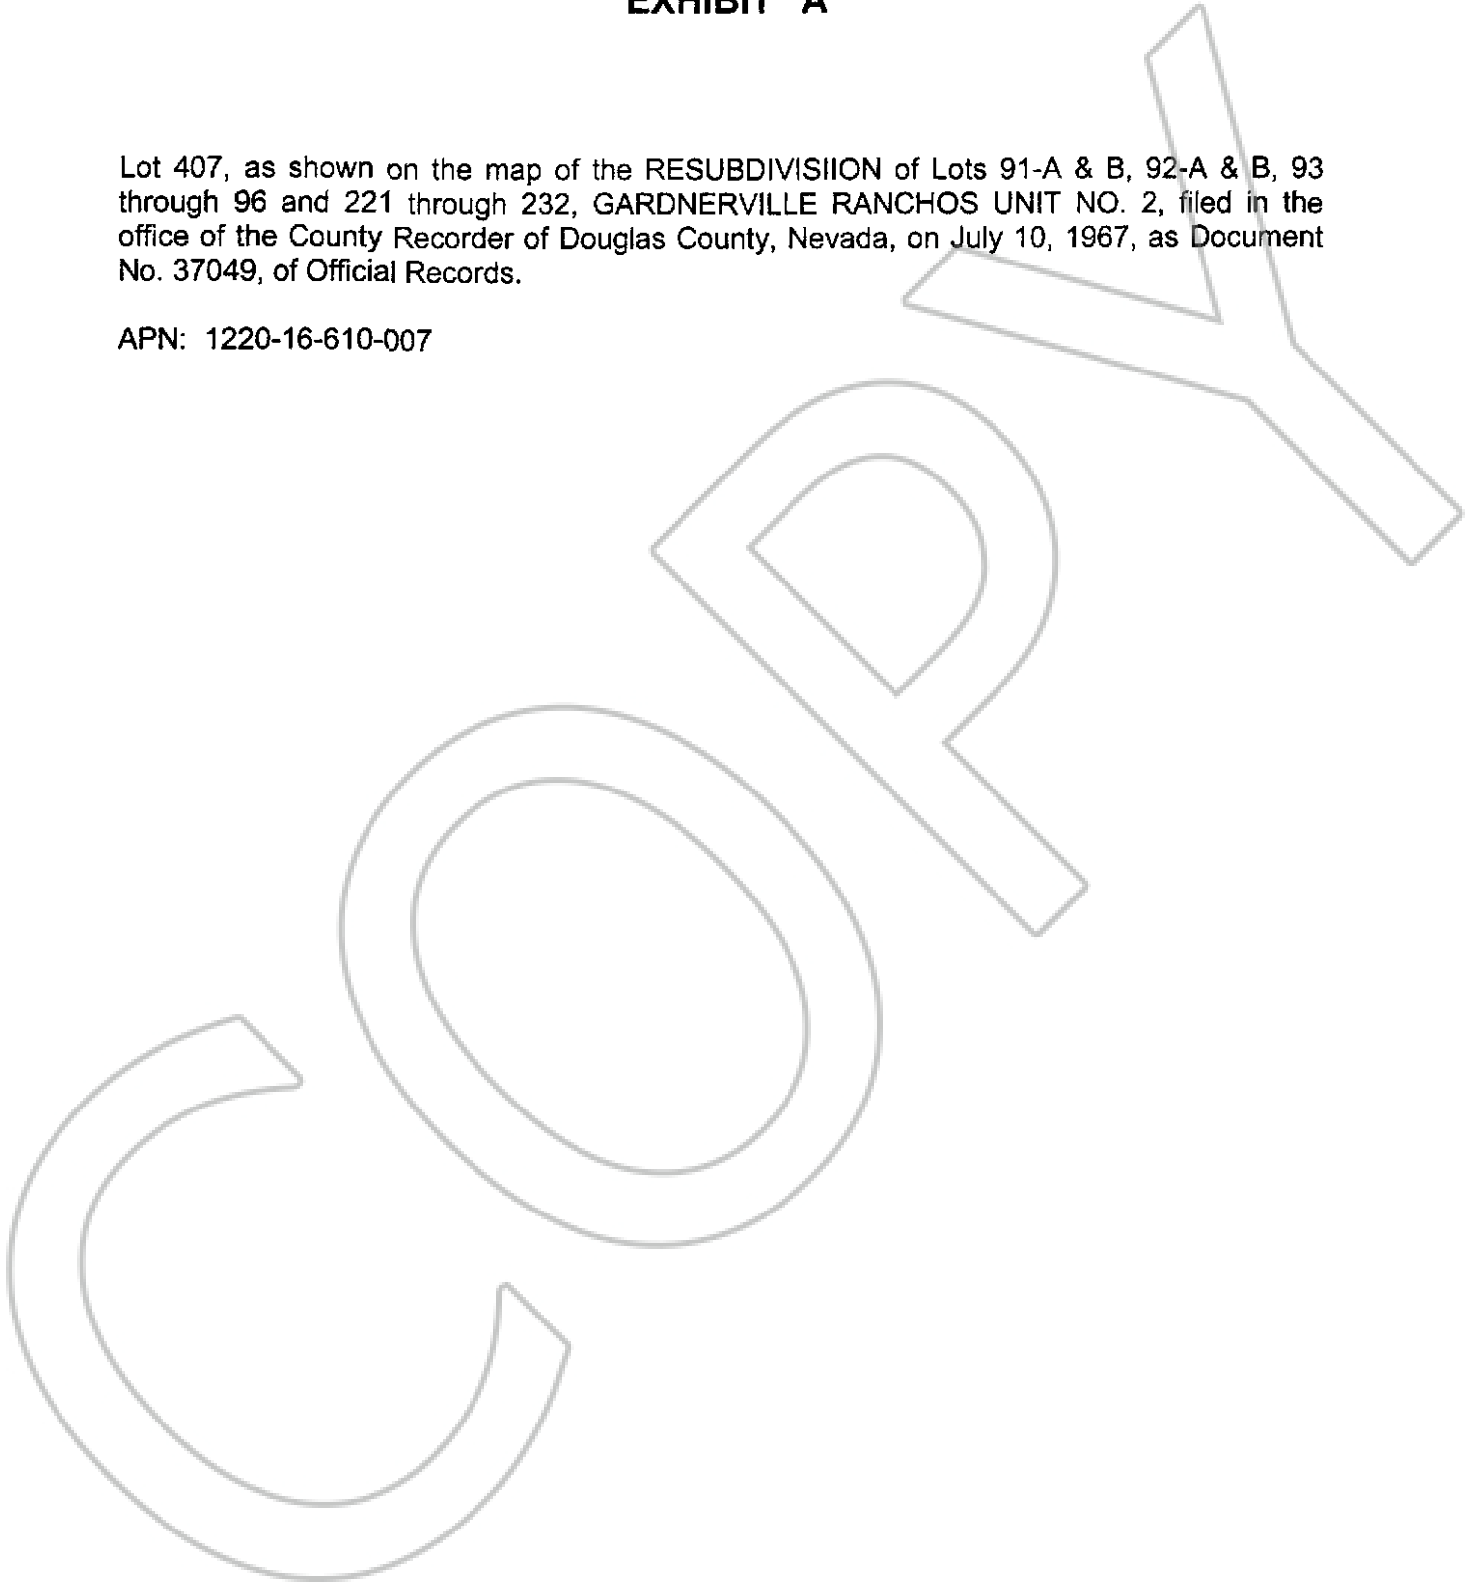 EXHIBIT "A"
Lot 407, as shown on the map of the RESUBDIVISIION of Lots 91-A & B, 92-A & B, 93
through 96 and 221 through 232, GARDNERVILLE RANCHOS UNIT NO. 2, filed in the
office of the County Recorder of Douglas County, Nevada, on July 10, 1967, as Document
No. 37049, of Official Records.
APN: 1220-16-610-007
COPY